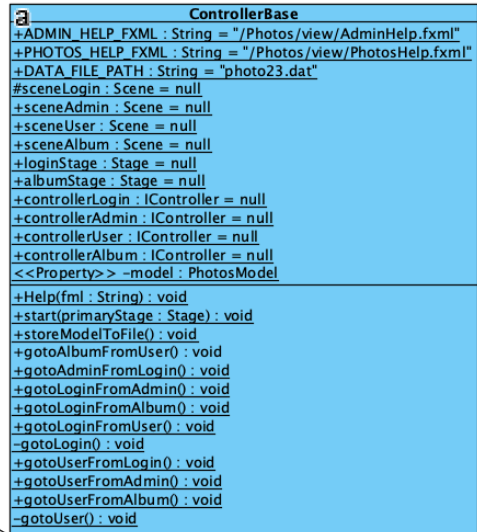 a
ControllerBase
+ADMIN_HELP_FXML : String = "/Photos/view/AdminHelp.fxml"
+PHOTOS_HELP_FXML : String = "/Photos/view/PhotosHelp.fxml"
+DATA_FILE_PATH : String = "photo23.dat"
#sceneLogin : Scene = null
+sceneAdmin : Scene = null
+sceneUser : Scene = null
+sceneAlbum : Scene = null
+loginStage : Stage = null
+albumStage : Stage = null
+controllerLogin : IController = null
+controllerAdmin : IController = null
+controllerUser : IController = null
+controllerAlbum : IController = null
<<Property>> -model : PhotosModel
+Help(fml : String) : void
+start(primaryStage : Stage) : void
+storeModelToFile() : void
+gotoAlbumFromUser() : void
+gotoAdminFromLogin() : void
+gotoLoginFromAdmin() : void
+gotoLoginFromAlbum() : void
+gotoLoginFromUser() : void
-gotoLogin() : void
+gotoUserFromLogin() : void
+gotoUserFromAdmin() : void
+gotoUserFromAlbum() : void
-gotoUser() : void